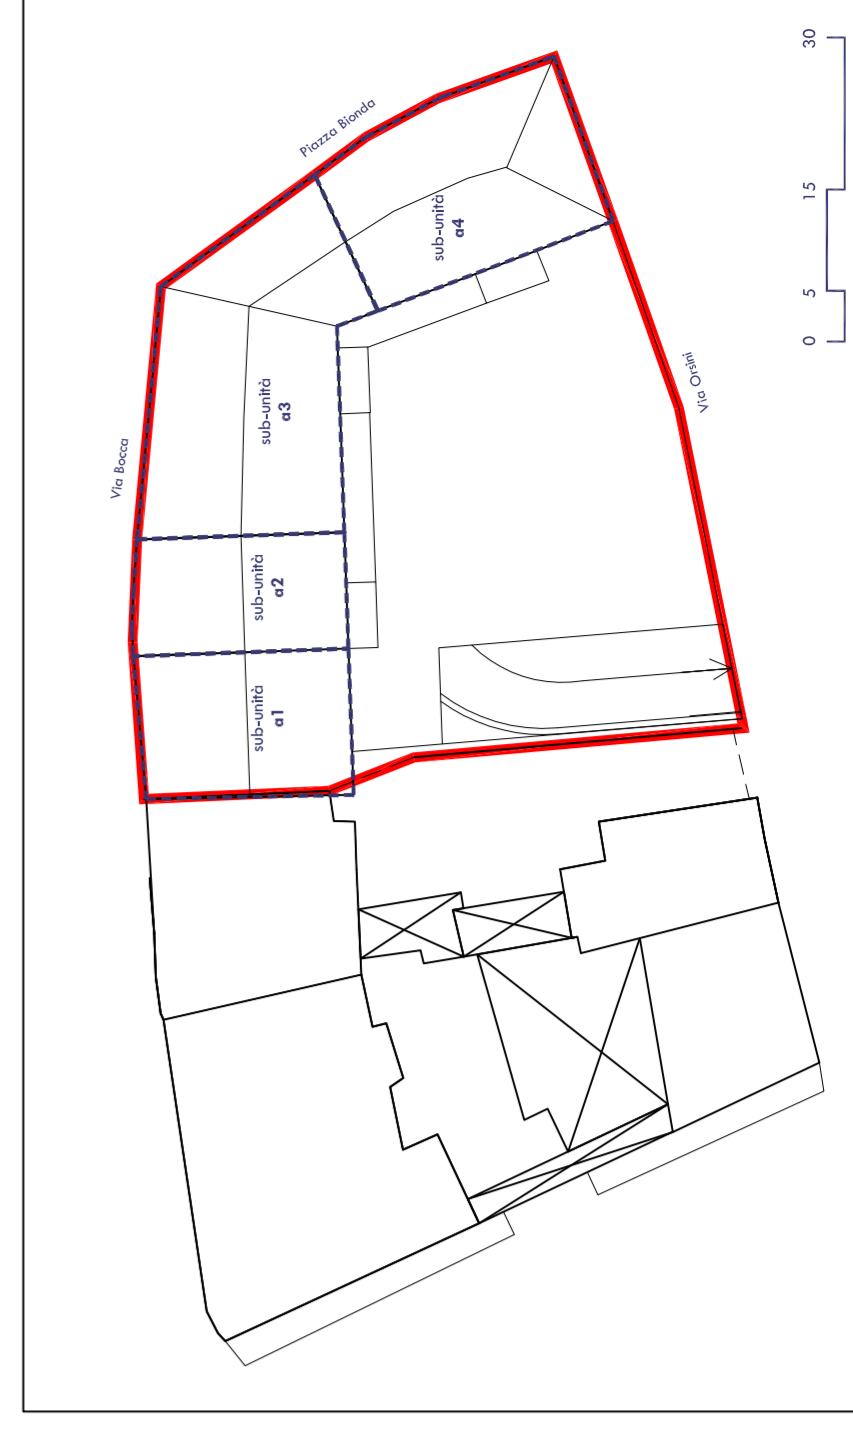 Piazza Bionda
Via Bocca
sub-unità
a4
sub-unità
a3
sub-unità
a2
sub-unità
a1
Via Orsini
0 5 15 30